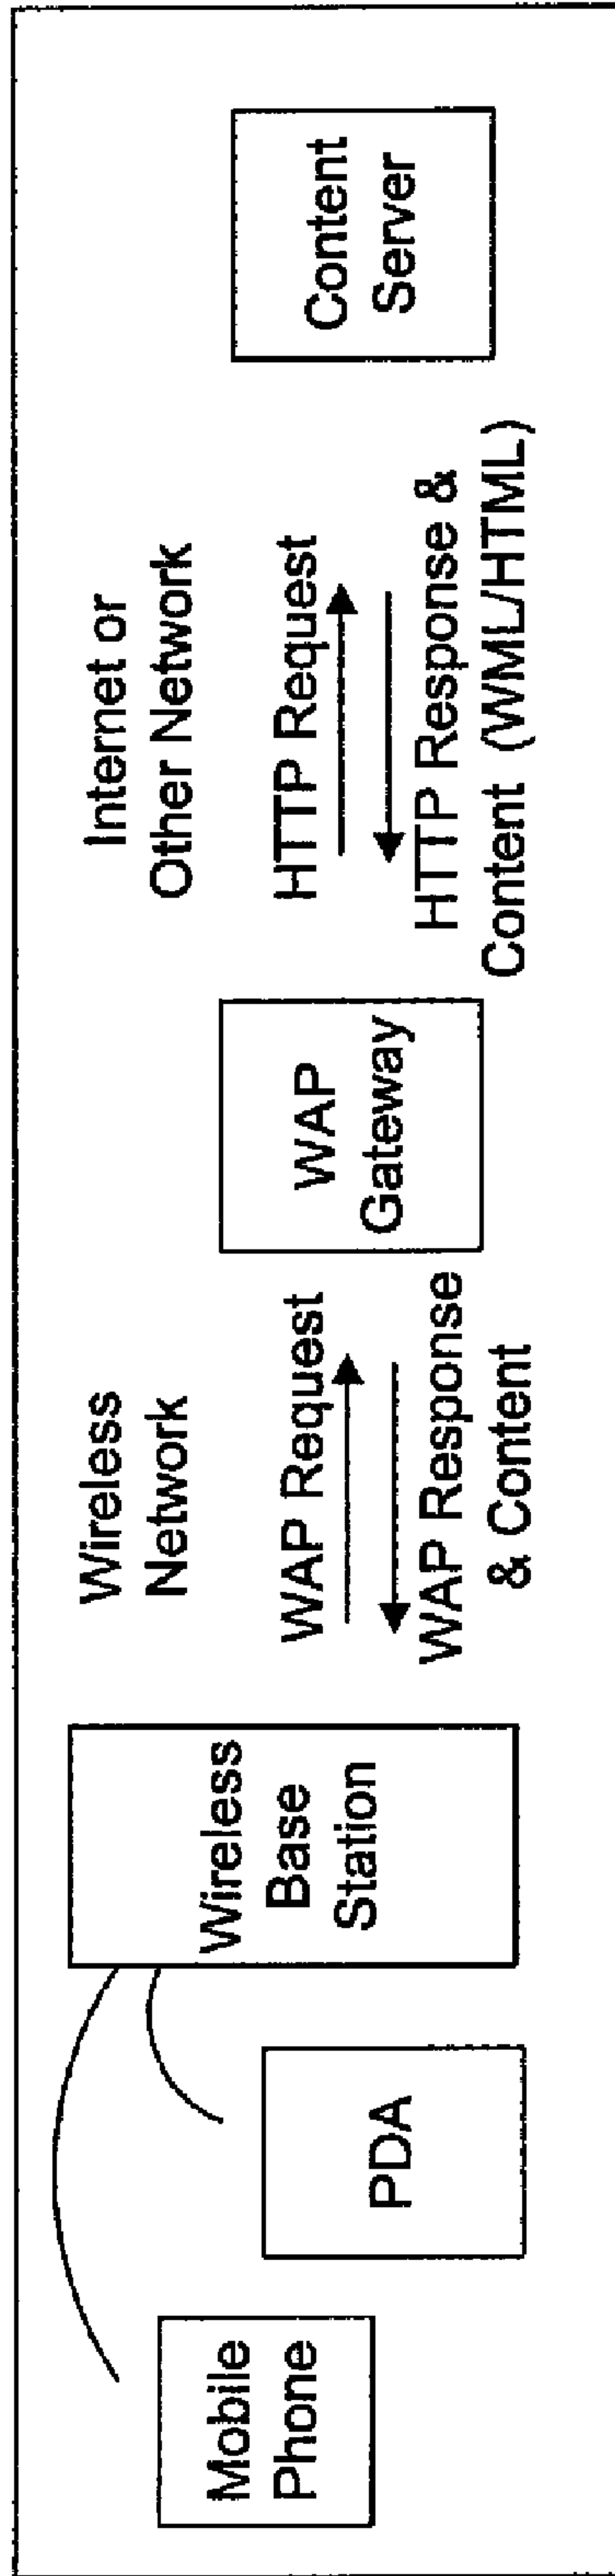 Mobile
Phone
PDA
Wireless
Base
Station
Wireless
Network
WAP Request
WAP Response
& Content
WAP
Gateway
Internet or
Other Network
HTTP Request
HTTP Response &
Content (WML/HTML)
Content
Server